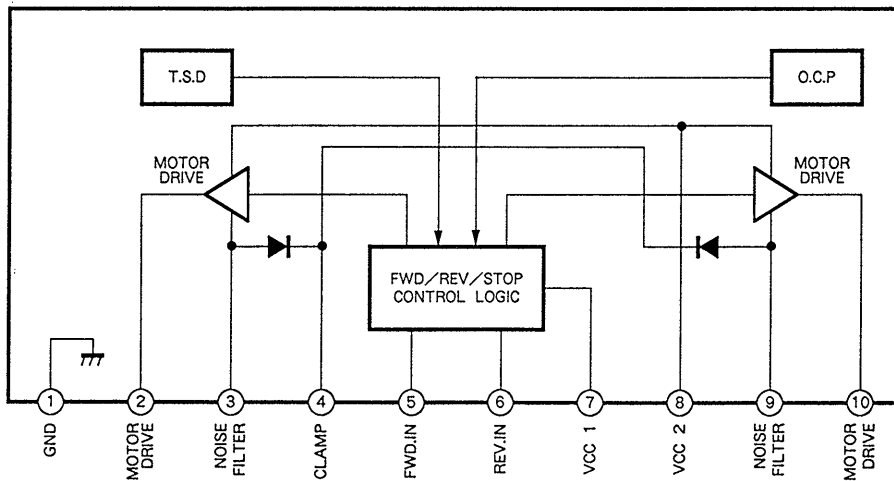 T.S.D
O.C.P
MOTOR
DRIVE
MOTOR
DRIVE
FWD/REV/STOP
CONTROL LOGIC
1
2
3
4
5
6
7
8
9
10
GND
MOTOR
DRIVE
NOISE
FILTER
CLAMP
FWD.IN
REV.IN
VCC 1
VCC 2
NOISE
FILTER
MOTOR
DRIVE